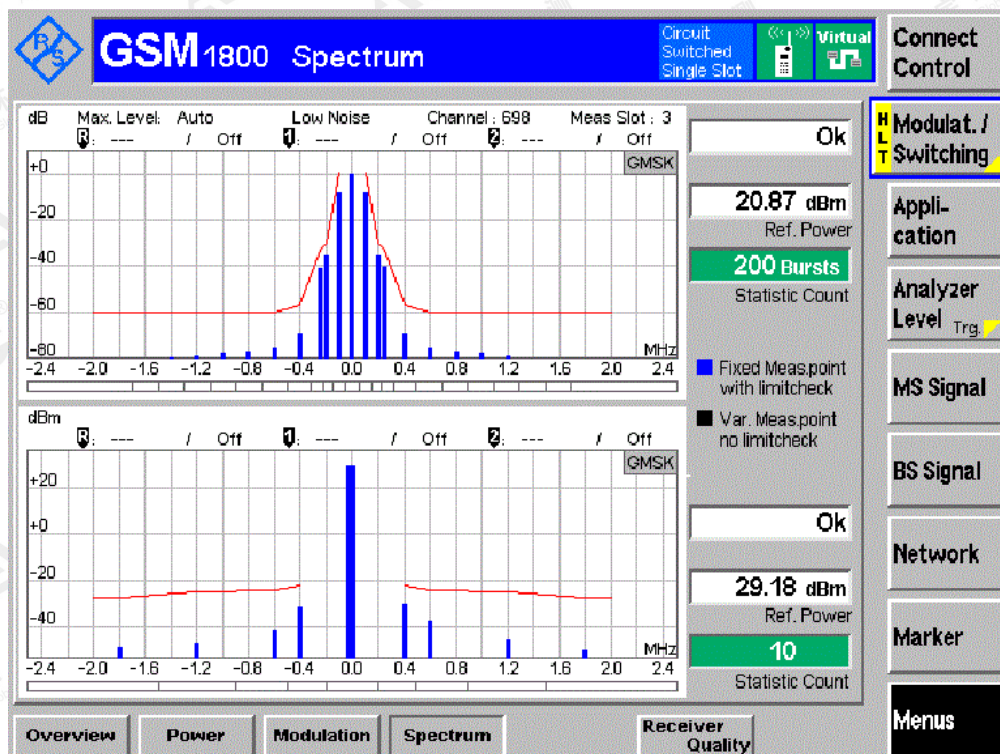 R S
GSM 1800 Spectrum
Circuit
Switched
Single Slot
Virtual
Connect
Control
dB Max. Level: Auto Low Noise Channel : 698 Meas Slot : 3
R: --- / Off 1: --- / Off 2: --- / Off
GMSK
+0
-20
-40
-60
-80
MHz
-2.4 -2.0 -1.6 -1.2 -0.8 -0.4 0.0 0.4 0.8 1.2 1.6 2.0 2.4
Ok
20.87 dBm
Ref. Power
200 Bursts
Statistic Count
Fixed Meas.point
with limitcheck
Var. Meas.point
no limitcheck
dBm
R: --- / Off 1: --- / Off 2: --- / Off
GMSK
+20
+0
-20
-40
MHz
-2.4 -2.0 -1.6 -1.2 -0.8 -0.4 0.0 0.4 0.8 1.2 1.6 2.0 2.4
Ok
29.18 dBm
Ref. Power
10
Statistic Count
HLT
Modulat. /
Switching
Appli-
cation
Analyzer
Level Trg.
MS Signal
BS Signal
Network
Marker
Menus
Overview
Power
Modulation
Spectrum
Receiver
Quality